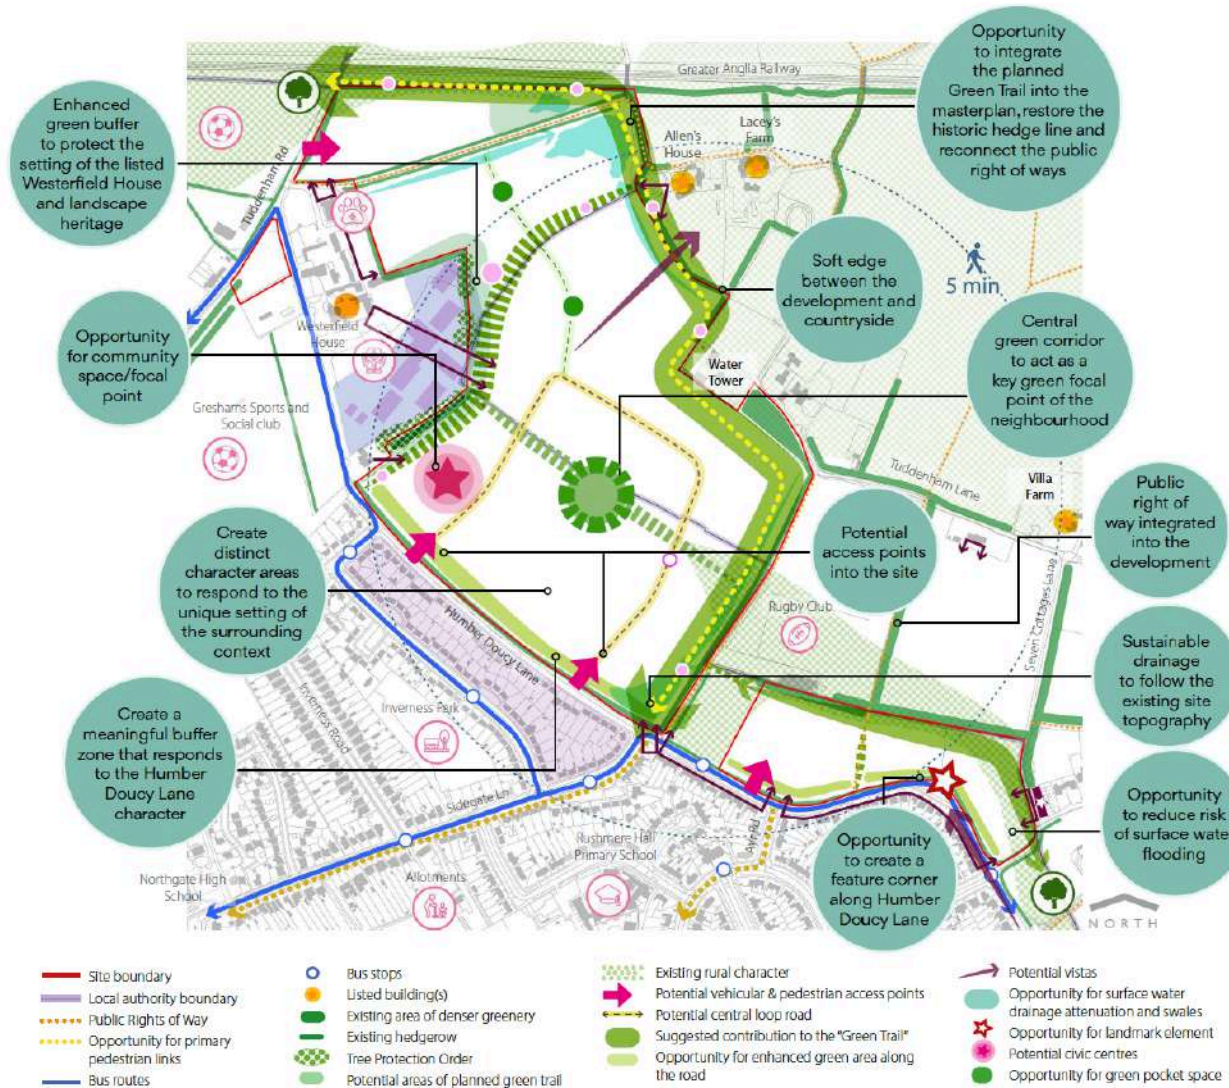 Opportunity
to integrate
the planned
Green Trail into
the masterplan, restore the
historic hedge line and
reconnect the public
right of ways
Greater Anglia Railway
Enhanced
green buffer
to protect the
setting of the listed
Westerfield House
and landscape
heritage
Tuddenham Rd
Allen's
House
Lacey's
Farm
Soft edge
between the
development and
countryside
5 min
Opportunity
for community
space/focal
point
Westerfield
House
Water
Tower
Central
green corridor
to act as a
key green focal
point of the
neighbourhood
Greshams Sports and
Social club
Tuddenham Lane
Villa
Farm
Public
right of
way integrated
into the
development
Create
distinct
character areas
to respond to the
unique setting of
the surrounding
context
Potential
access points
into the site
Humber Doucy Lane
Rugby Club
Seven Cottages Lane
Sustainable
drainage
to follow the
existing site
topography
Inverness Road
Inverness Park
Create a
meaningful buffer
zone that responds
to the Humber
Doucy Lane
character
Sidegate Ln
Rushmere Hall
Primary School
Ayr Rd
Opportunity
to create a
feature corner
along Humber
Doucy Lane
Opportunity
to reduce risk
of surface wate
flooding
Northgate High
School
Allotments
NORTH
Site boundary
Local authority boundary
Public Rights of Way
Opportunity for primary
pedestrian links
Bus routes
Bus stops
Listed building(s)
Existing area of denser greenery
Existing hedgerow
Tree Protection Order
Potential areas of planned green trail
Existing rural character
Potential vehicular & pedestrian access points
Potential central loop road
Suggested contribution to the "Green Trail"
Opportunity for enhanced green area along
the road
Potential vistas
Opportunity for surface water
drainage attenuation and swales
Opportunity for landmark element
Potential civic centres
Opportunity for green pocket space